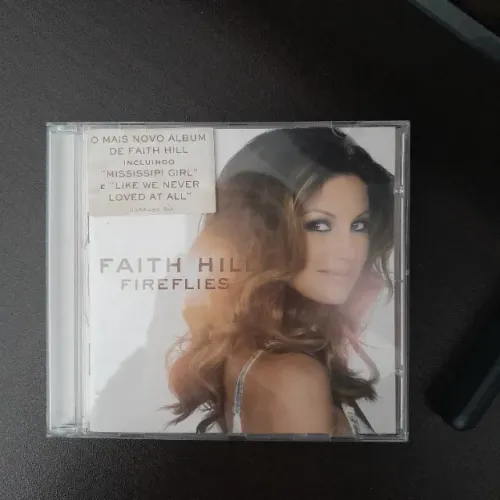 O MAIS NOVO ÁLBUM
DE FAITH HILL
INCLUINDO
"MISSISSIPI GIRL"
E "LIKE WE NEVER
LOVED AT ALL"
FAITH HILL
FIREFLIES